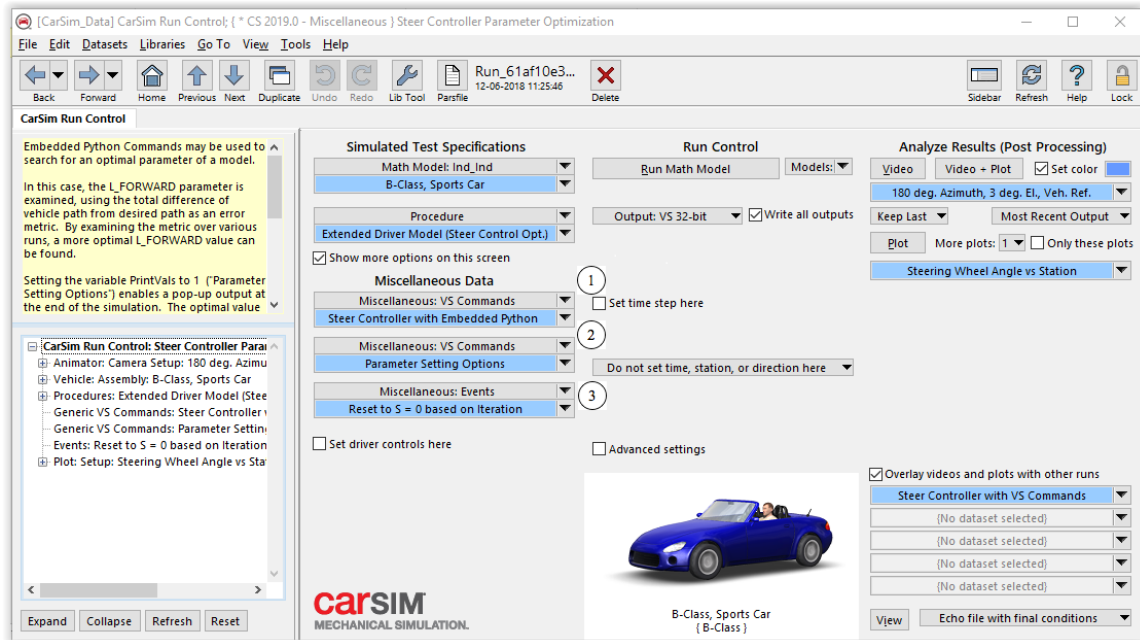 [CarSim_Data] CarSim Run Control; { * CS 2019.0 - Miscellaneous } Steer Controller Parameter Optimization
File Edit Datasets Libraries Go To View Tools Help
Back Forward Home Previous Next Duplicate Undo Redo Lib Tool Parsfile
Run_61af10e3...
12-06-2018 11:25:46
Delete Sidebar Refresh Help Lock
CarSim Run Control
Embedded Python Commands may be used to
search for an optimal parameter of a model.
In this case, the L_FORWARD parameter is
examined, using the total difference of
vehicle path from desired path as an error
metric. By examining the metric over various
runs, a more optimal L_FORWARD value can
be found.
Setting the variable PrintVals to 1 ("Parameter
Setting Options") enables a pop-up output at
the end of the simulation. The optimal value
CarSim Run Control: Steer Controller Para
Animator: Camera Setup: 180 deg. Azimu
Vehicle: Assembly: B-Class, Sports Car
Procedures: Extended Driver Model (Stee
Generic VS Commands: Steer Controller v
Generic VS Commands: Parameter Settin
Events: Reset to S = 0 based on Iteration
Plot: Setup: Steering Wheel Angle vs Sta
Expand Collapse Refresh Reset
Simulated Test Specifications
Math Model: Ind_Ind
B-Class, Sports Car
Procedure
Extended Driver Model (Steer Control Opt.)
Show more options on this screen
Miscellaneous Data
1
Miscellaneous: VS Commands
Steer Controller with Embedded Python
2
Miscellaneous: VS Commands
Parameter Setting Options
Miscellaneous: Events
3
Reset to S = 0 based on Iteration
Set driver controls here
carSIM
MECHANICAL SIMULATION.
Run Control
Run Math Model Models:
Output: VS 32-bit Write all outputs
Set time step here
Do not set time, station, or direction here
Advanced settings
B-Class, Sports Car
{ B-Class }
Analyze Results (Post Processing)
Video Video + Plot Set color
180 deg. Azimuth, 3 deg. El., Veh. Ref.
Keep Last Most Recent Output
Plot More plots: 1 Only these plots
Steering Wheel Angle vs Station
Overlay videos and plots with other runs
Steer Controller with VS Commands
{No dataset selected}
{No dataset selected}
{No dataset selected}
{No dataset selected}
View Echo file with final conditions